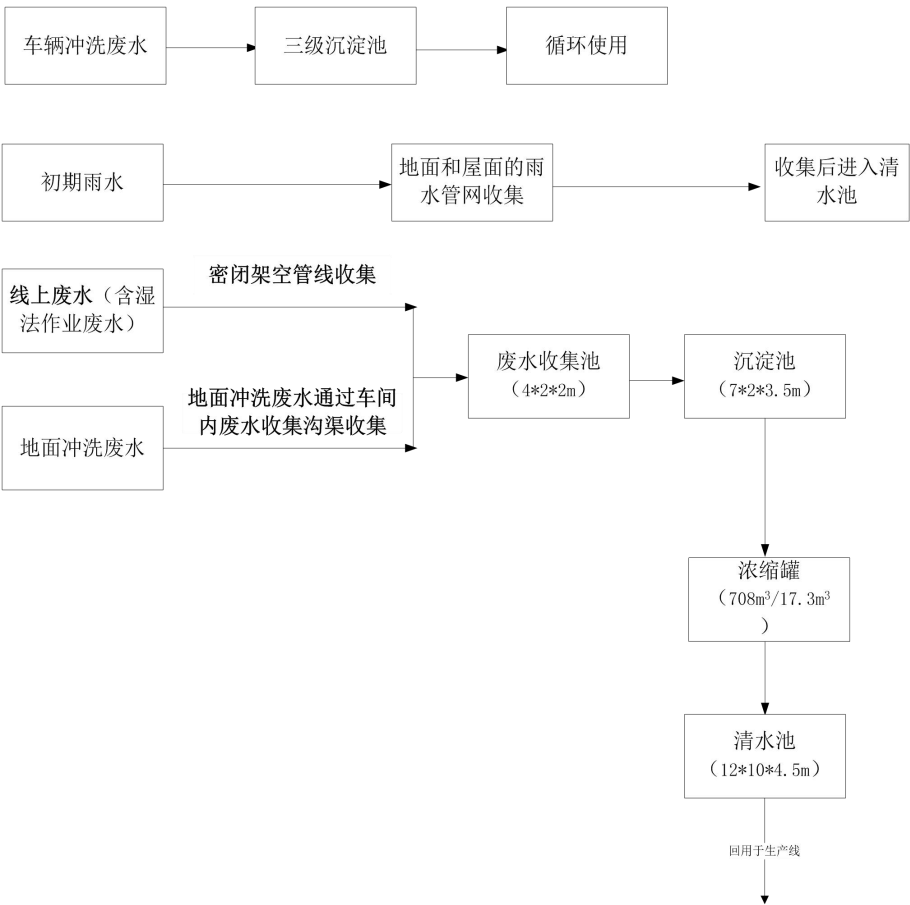 车辆冲洗废水
三级沉淀池
循环使用
初期雨水
地面和屋面的雨
水管网收集
收集后进入清
水池
线上废水（含湿
法作业废水）
密闭架空管线收集
地面冲洗废水
地面冲洗废水通过车间
内废水收集沟渠收集
废水收集池
（4*2*2m）
沉淀池
（7*2*3.5m）
浓缩罐
（708m³/17.3m³
）
清水池
（12*10*4.5m）
回用于生产线